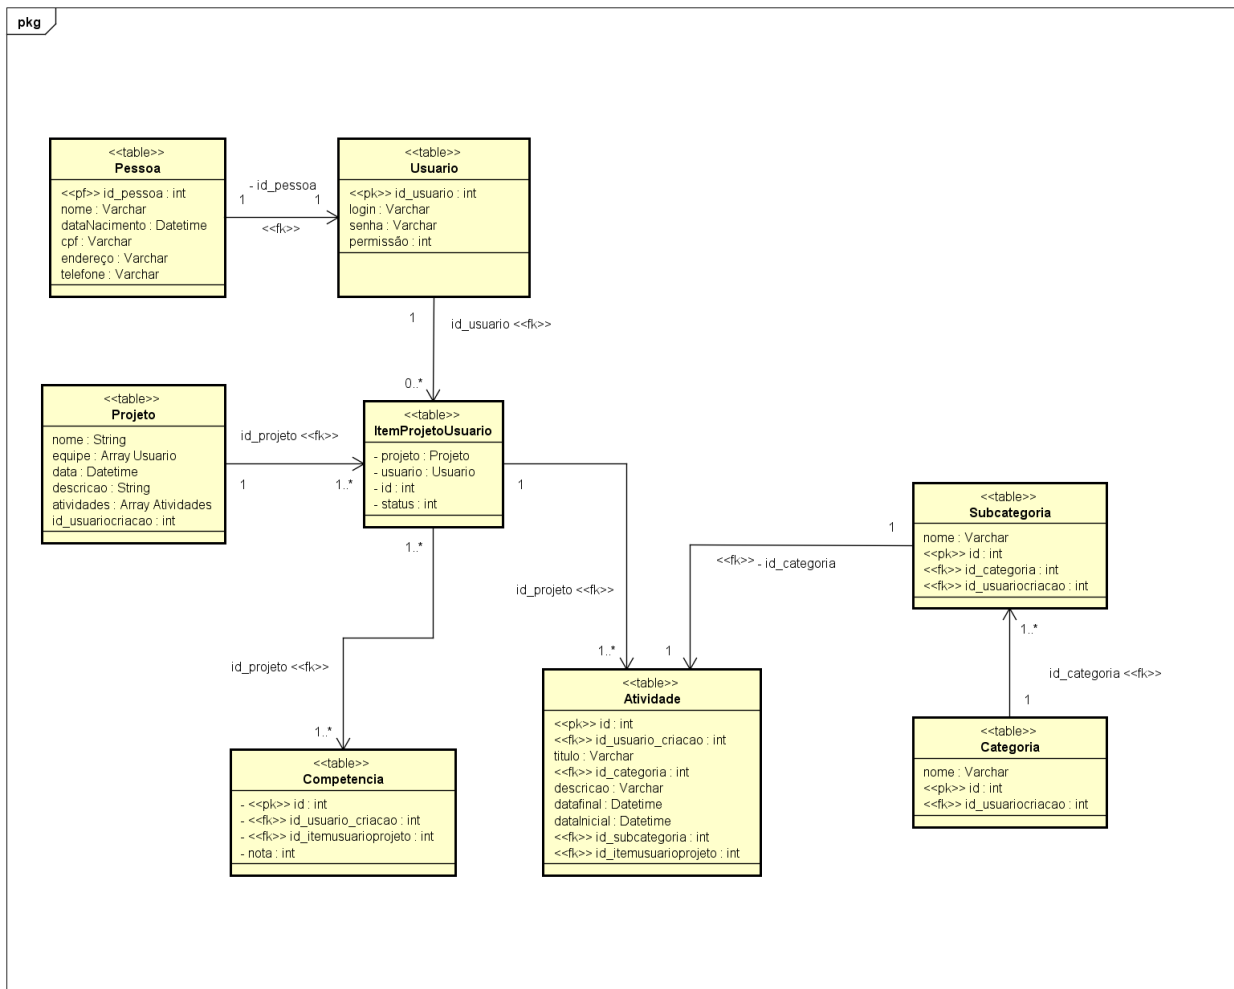 pkg
<<table>>
Pessoa
<<pf>> id_pessoa : int
nome : Varchar
dataNacimento : Datetime
cpf : Varchar
endereço : Varchar
telefone : Varchar
- id_pessoa
1
1
<<fk>>
<<table>>
Usuario
<<pk>> id_usuario : int
login : Varchar
senha : Varchar
permissão : int
1
id_usuario <<fk>>
0..*
<<table>>
Projeto
nome : String
equipe : Array Usuario
data : Datetime
descricao : String
atividades : Array Atividades
id_usuariocriacao : int
id_projeto <<fk>>
1
1..*
<<table>>
ItemProjetoUsuario
- projeto : Projeto
- usuario : Usuario
- id : int
- status : int
1
1..*
id_projeto <<fk>>
1..*
id_projeto <<fk>>
1..*
<<table>>
Subcategoria
nome : Varchar
<<pk>> id : int
<<fk>> id_categoria : int
<<fk>> id_usuariocriacao : int
1
<<fk>> - id_categoria
1
1..*
id_categoria <<fk>>
1
<<table>>
Categoria
nome : Varchar
<<pk>> id : int
<<fk>> id_usuariocriacao : int
<<table>>
Atividade
<<pk>> id : int
<<fk>> id_usuario_criacao : int
titulo : Varchar
<<fk>> id_categoria : int
descricao : Varchar
datafinal : Datetime
dataInicial : Datetime
<<fk>> id_subcategoria : int
<<fk>> id_itemusuarioprojeto : int
<<table>>
Competencia
- <<pk>> id : int
- <<fk>> id_usuario_criacao : int
- <<fk>> id_itemusuarioprojeto : int
- nota : int